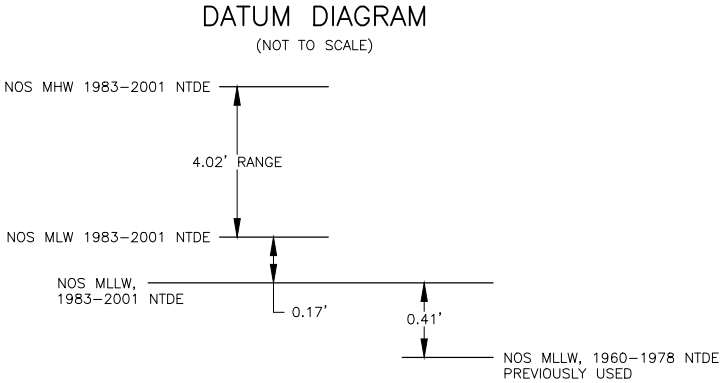 DATUM DIAGRAM
(NOT TO SCALE)
NOS MHW 1983-2001 NTDE
4.02' RANGE
NOS MLW 1983-2001 NTDE
NOS MLLW,
1983-2001 NTDE
0.17'
0.41'
NOS MLLW, 1960-1978 NTDE
PREVIOUSLY USED